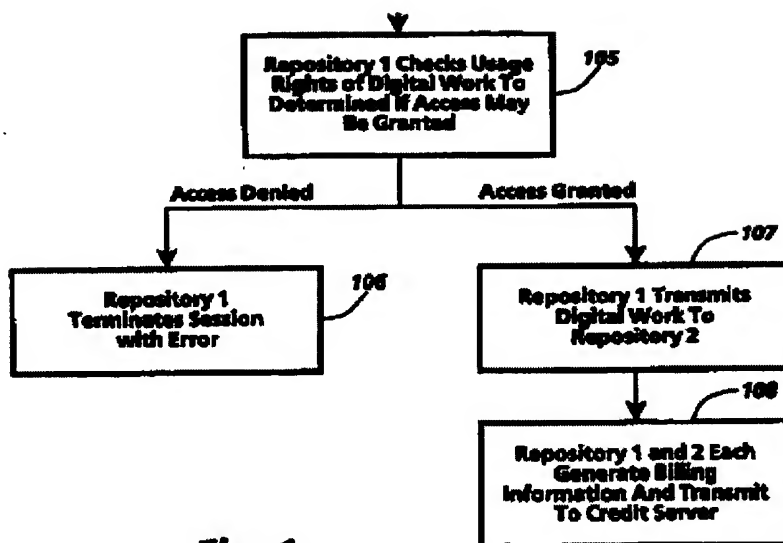 Repository 1 Checks Usage
Rights of Digital Work To
Determined If Access May
Be Granted
105
Access Denied
Access Granted
107
Repository 1
Terminates Session
with Error
106
Repository 1 Transmits
Digital Work To
Repository 2
108
Repository 1 and 2 Each
Generate Billing
Information And Transmit
To Credit Server